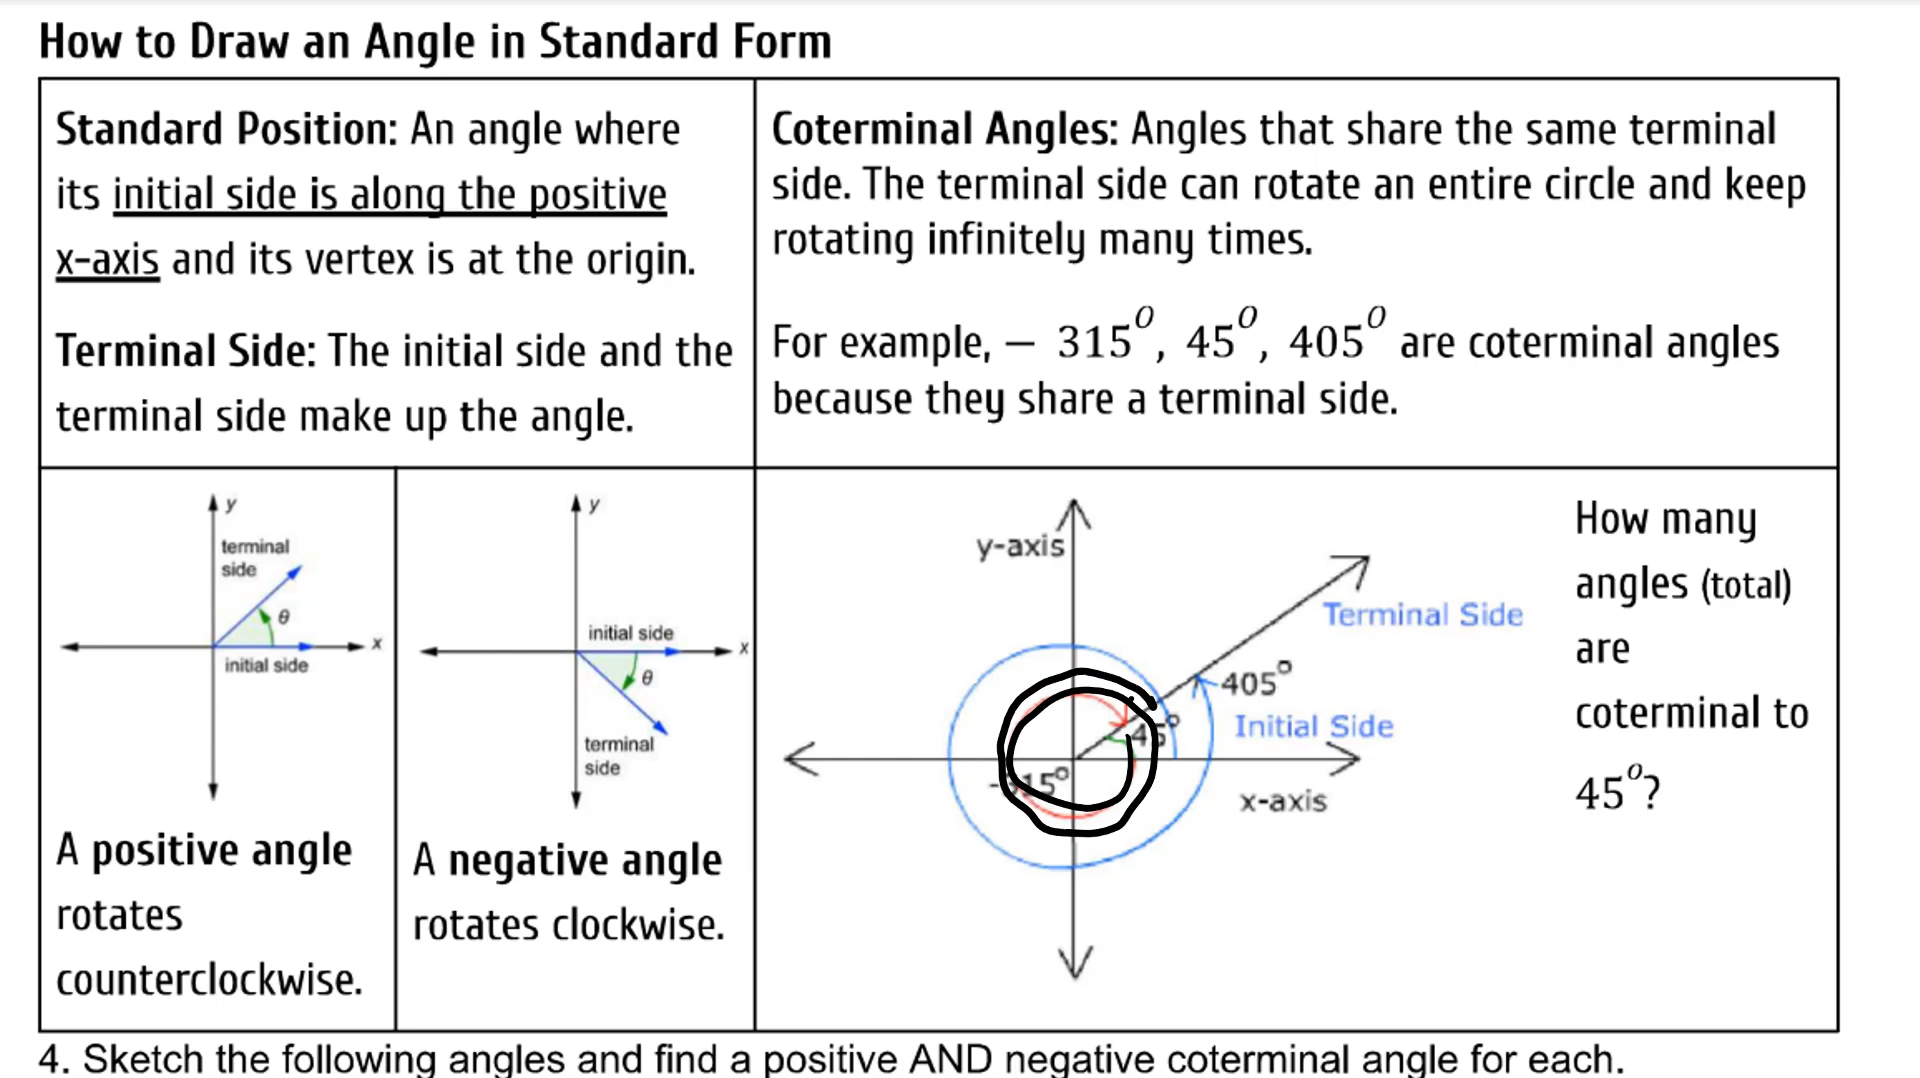 How to Draw an Angle in Standard Form
Standard Position: An angle where
its initial side is along the positive
x-axis and its vertex is at the origin.
Terminal Side: The initial side and the
terminal side make up the angle.
Coterminal Angles: Angles that share the same terminal
side. The terminal side can rotate an entire circle and keep
rotating infinitely many times.
For example, − 315°, 45°, 405° are coterminal angles
because they share a terminal side.
y
terminal
side
θ
x
initial side
A positive angle
rotates
counterclockwise.
y
initial side
x
θ
terminal
side
A negative angle
rotates clockwise.
y-axis
Terminal Side
405°
Initial Side
45°
-315°
x-axis
How many
angles (total)
are
coterminal to
45°?
4. Sketch the following angles and find a positive AND negative coterminal angle for each.